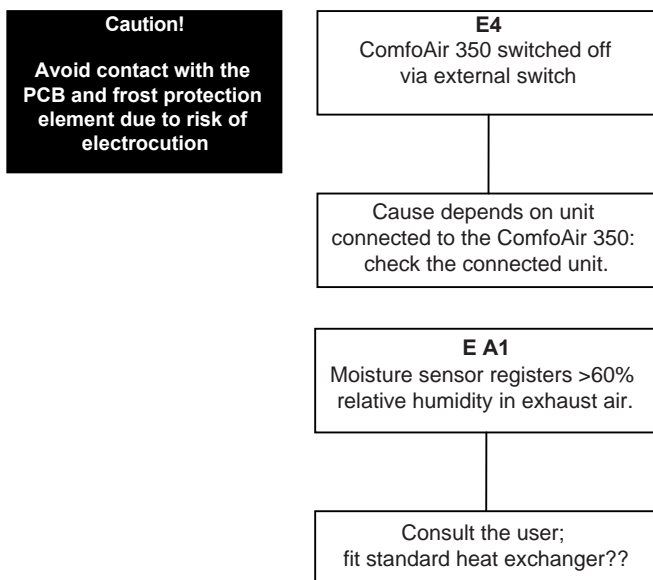 Caution!
Avoid contact with the
PCB and frost protection
element due to risk of
electrocution
E4
ComfoAir 350 switched off
via external switch
Cause depends on unit
connected to the ComfoAir 350:
check the connected unit.
E A1
Moisture sensor registers >60%
relative humidity in exhaust air.
Consult the user;
fit standard heat exchanger??